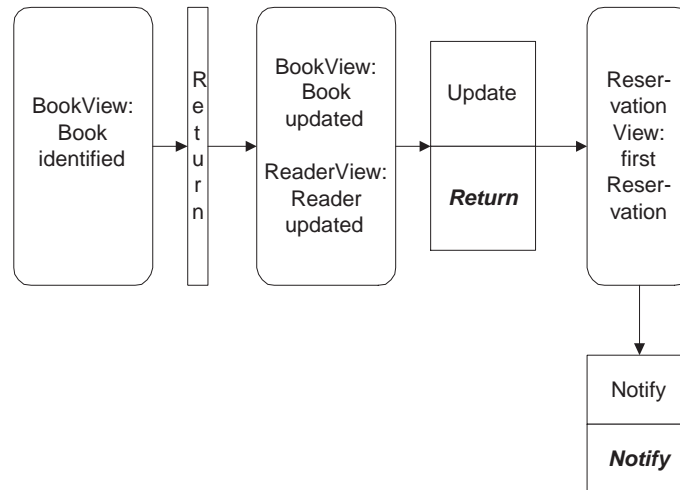 BookView:
Book
identified
R
e
t
u
r
n
BookView:
Book
updated
ReaderView:
Reader
updated
Update
Return
Reser-
vation
View:
first
Reser-
vation
Notify
Notify